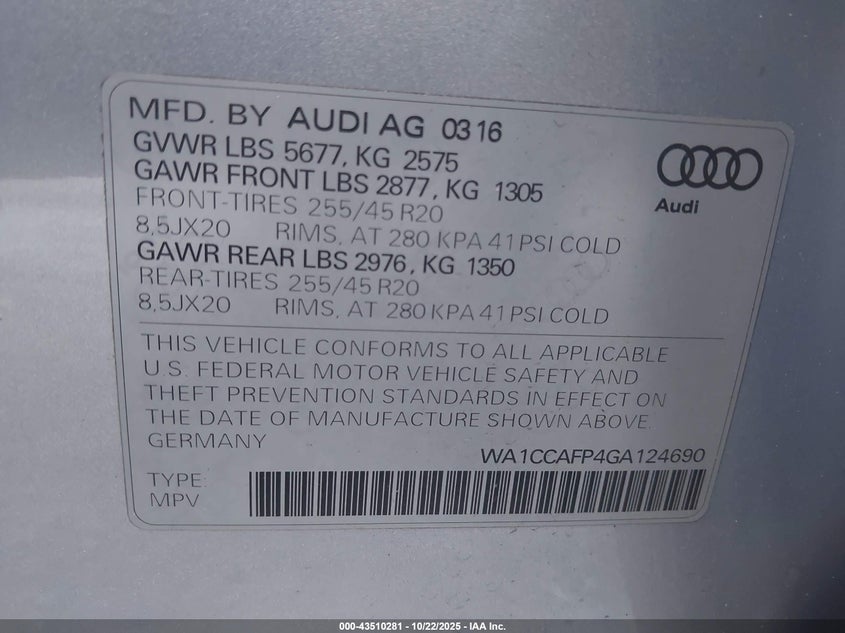 MFD. BY AUDI AG 0316
GVWR LBS 5677, KG 2575
GAWR FRONT LBS 2877, KG 1305
FRONT-TIRES 255/45 R20
8,5JX20 RIMS, AT 280 KPA 41 PSI COLD
GAWR REAR LBS 2976, KG 1350
REAR-TIRES 255/45 R20
8,5JX20 RIMS, AT 280 KPA 41 PSI COLD
Audi
THIS VEHICLE CONFORMS TO ALL APPLICABLE
U.S. FEDERAL MOTOR VEHICLE SAFETY AND
THEFT PREVENTION STANDARDS IN EFFECT ON
THE DATE OF MANUFACTURE SHOWN ABOVE.
GERMANY
WA1CCAFP4GA124690
TYPE:
MPV
000-43510281 - 10/22/2025 - IAA Inc.